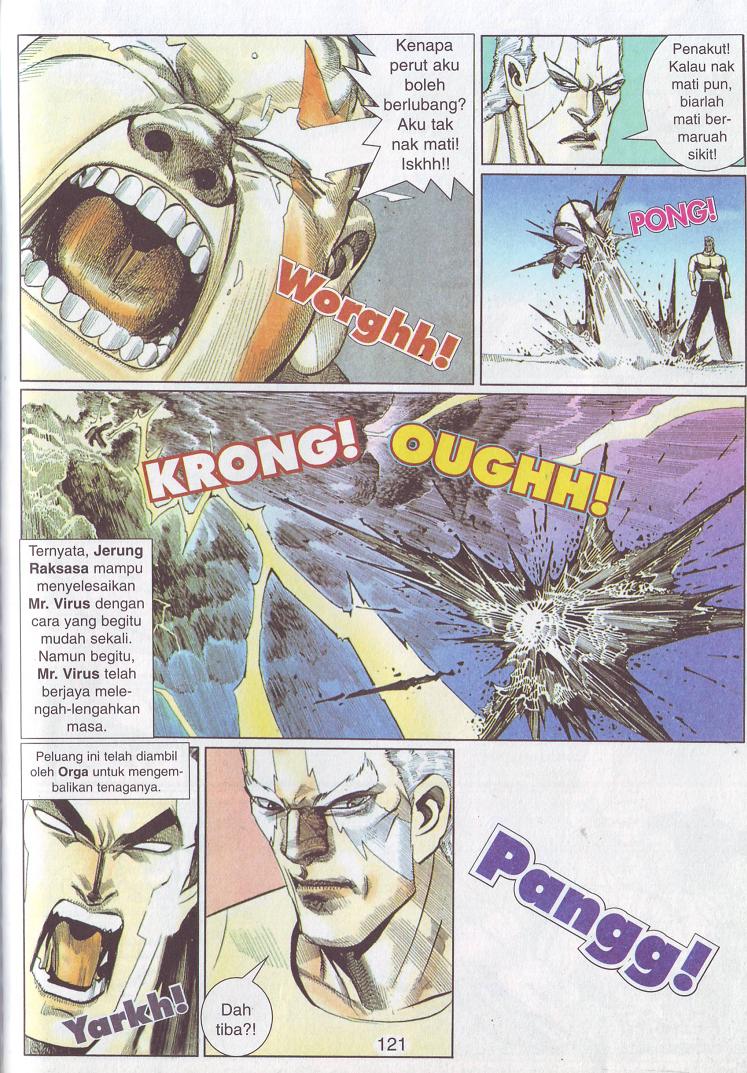 Kenapa
perut aku
boleh
berlubang?
Aku tak
nak mati!
Iskhh!!
Worghh!
Penakut!
Kalau nak
mati pun,
biarlah
mati ber-
maruah
sikit!
PONG!
KRONG!
OUGHH!
Ternyata, Jerung
Raksasa mampu
menyelesaikan
Mr. Virus dengan
cara yang begitu
mudah sekali.
Namun begitu,
Mr. Virus telah
berjaya mele-
ngah-lengahkan
masa.
Peluang ini telah diambil
oleh Orga untuk mengem-
balikan tenaganya.
Yarkh!
Dah
tiba?!
Pangg!
121